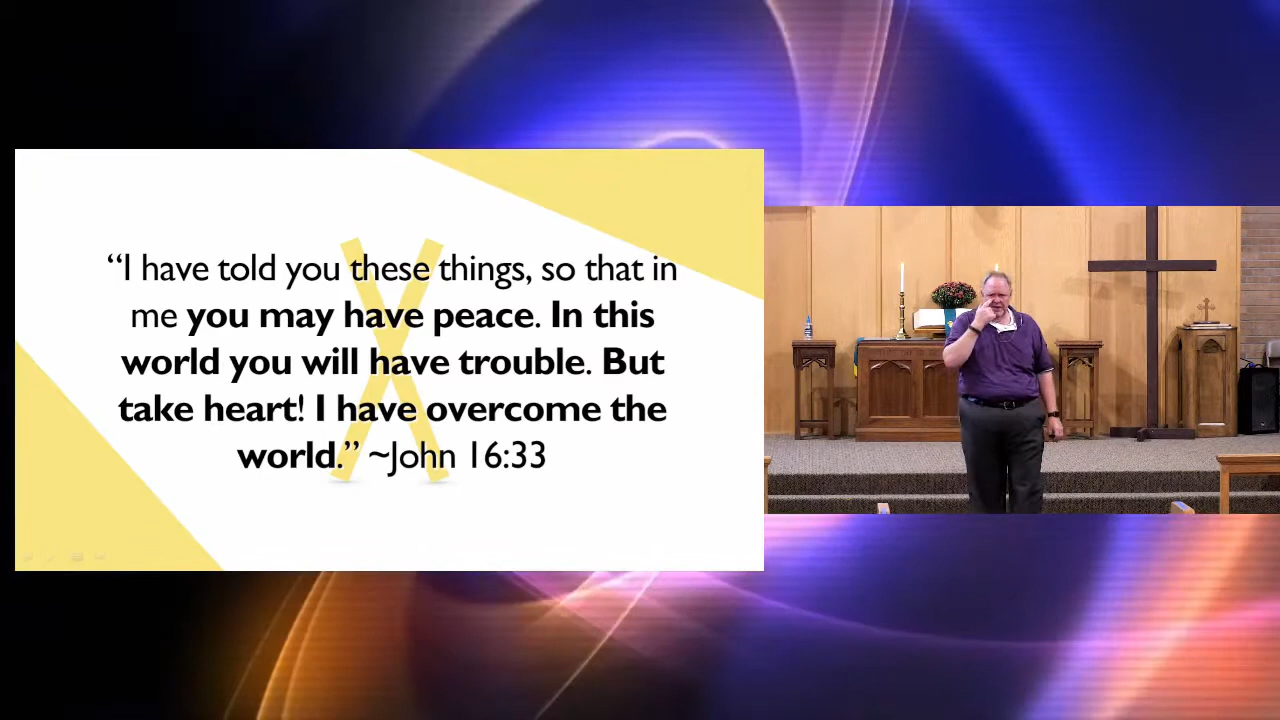 “I have told you these things, so that in
me you may have peace. In this
world you will have trouble. But
take heart! I have overcome the
world.” ~John 16:33